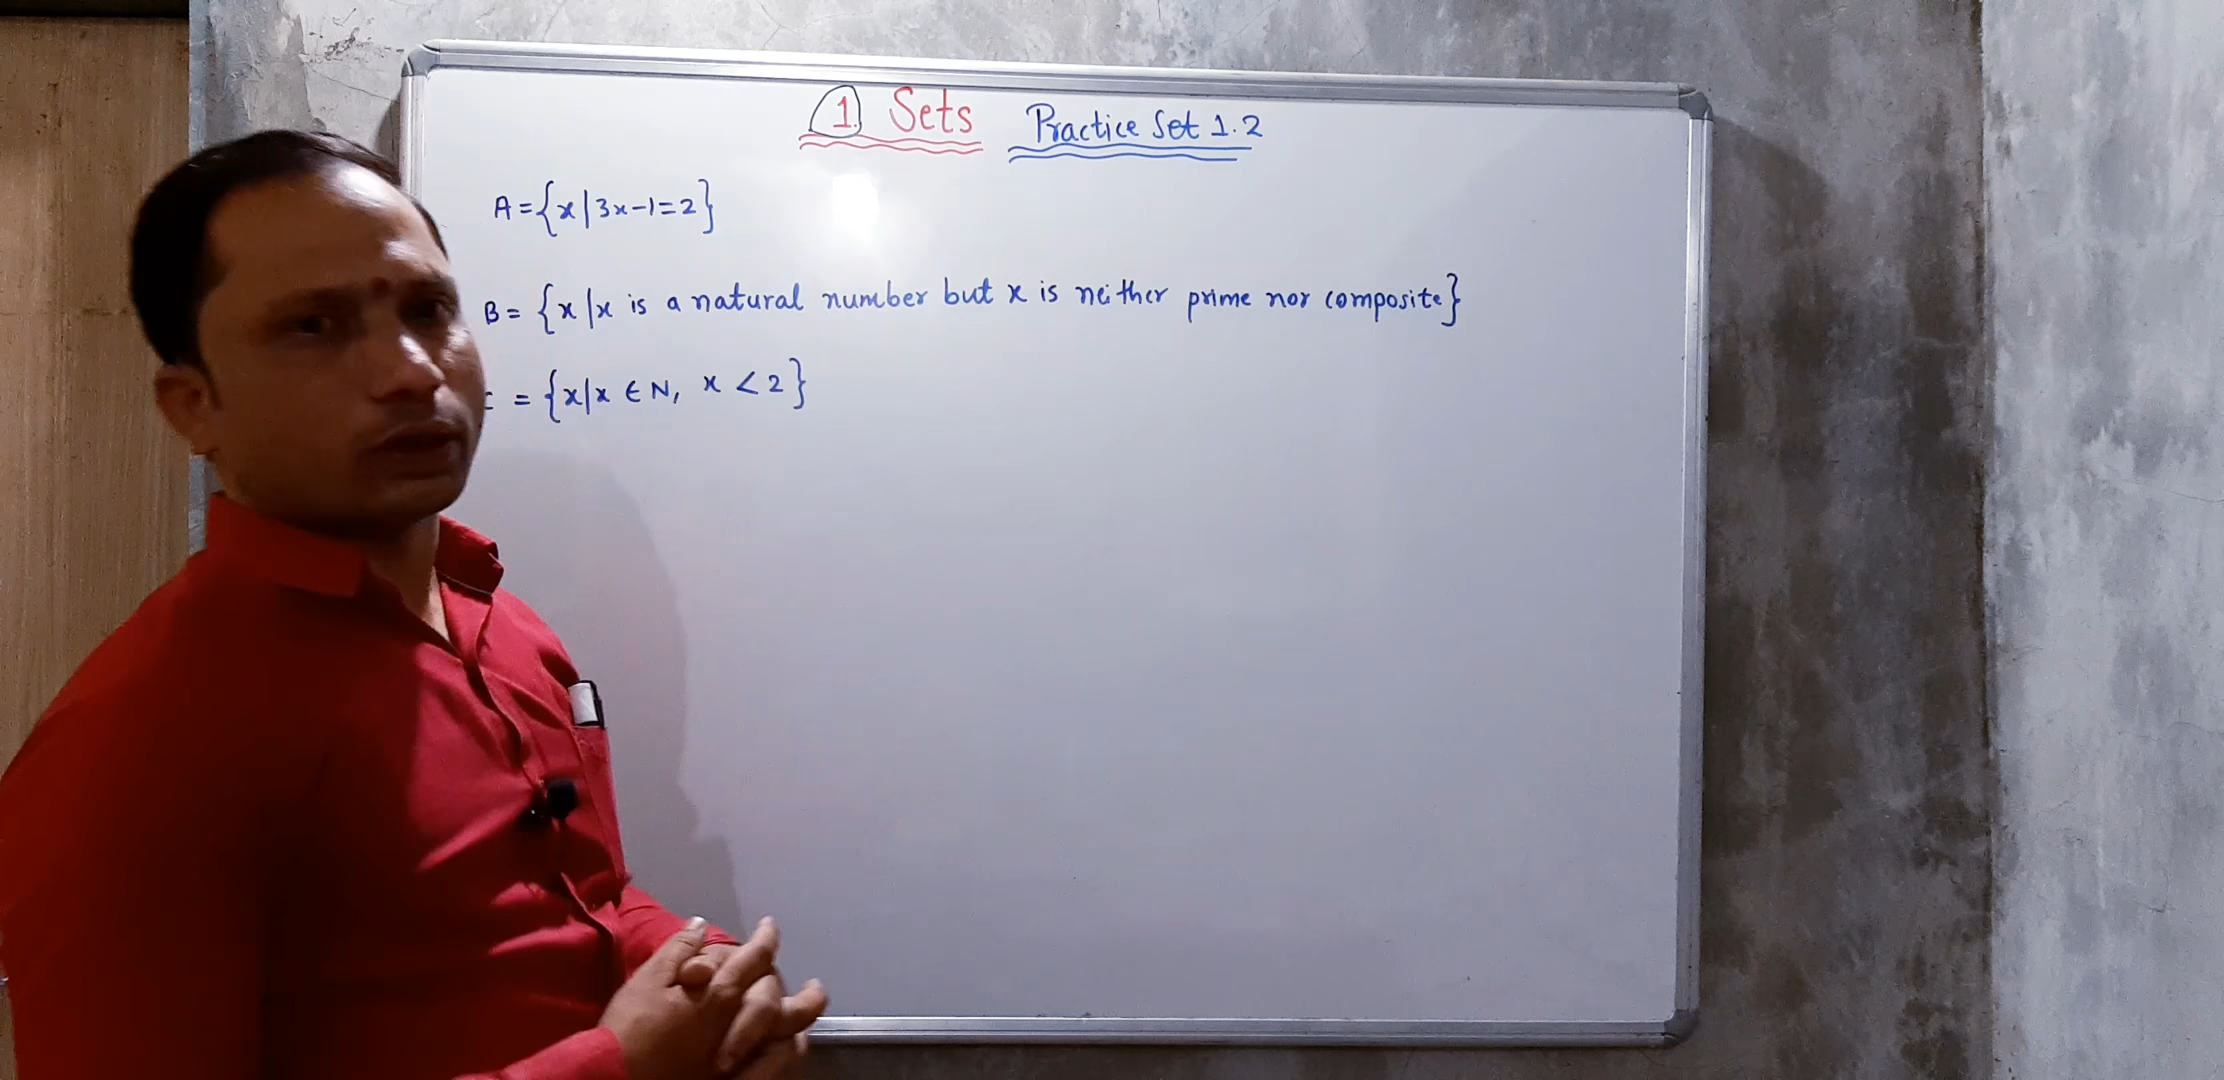 1. Sets Practice Set 1.2
A = {x | 3x - 1 = 2}
B = {x | x is a natural number but x is neither prime nor composite}
= {x | x ∈ N, x < 2}